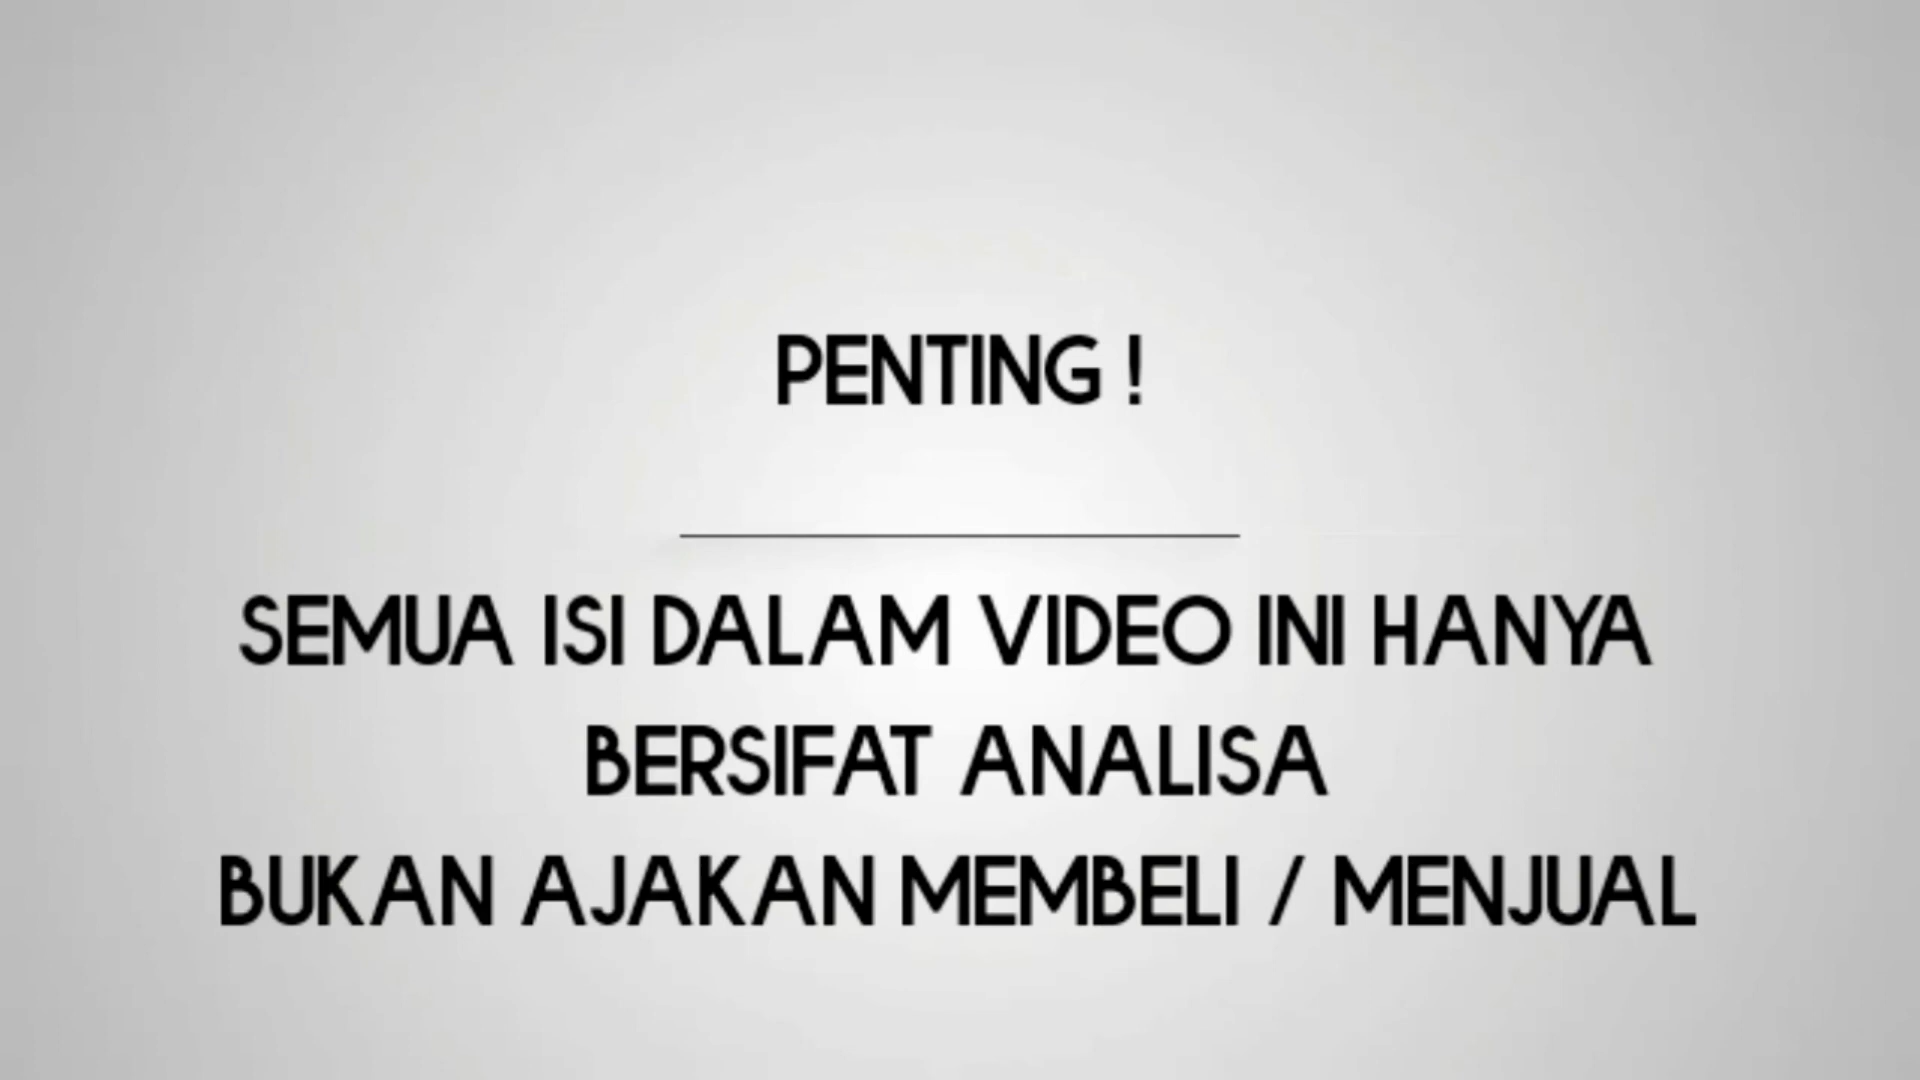 PENTING !
SEMUA ISI DALAM VIDEO INI HANYA
BERSIFAT ANALISA
BUKAN AJAKAN MEMBELI / MENJUAL